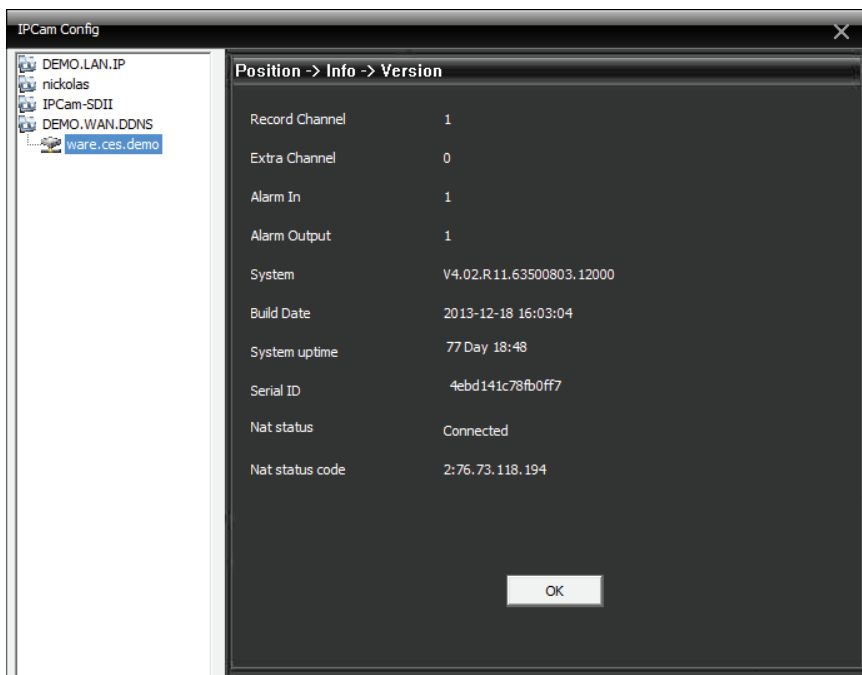 IPCam Config
DEMO.LAN.IP
nickolas
IPCam-SDII
DEMO.WAN.DDNS
ware.ces.demo
Position -> Info -> Version
Record Channel 1
Extra Channel 0
Alarm In 1
Alarm Output 1
System V4.02.R11.63500803.12000
Build Date 2013-12-18 16:03:04
System uptime 77 Day 18:48
Serial ID 4ebd141c78fb0ff7
Nat status Connected
Nat status code 2:76.73.118.194
OK